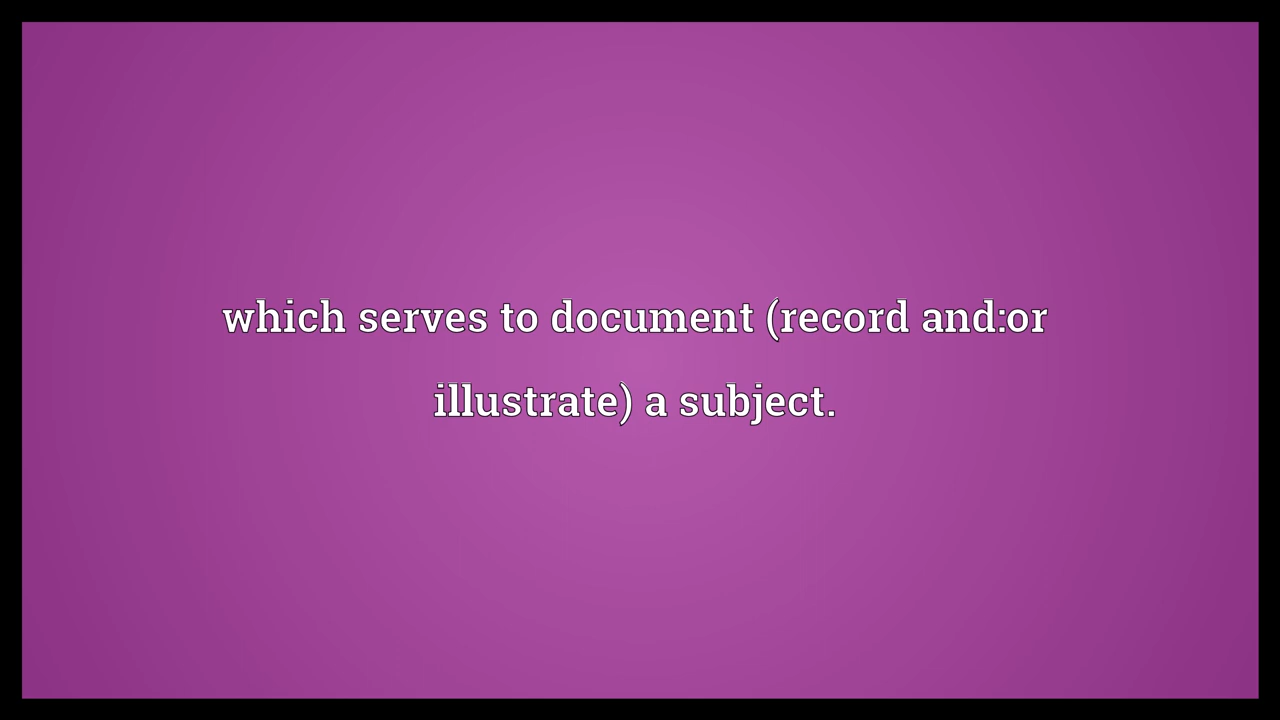 which serves to document (record and:or
illustrate) a subject.